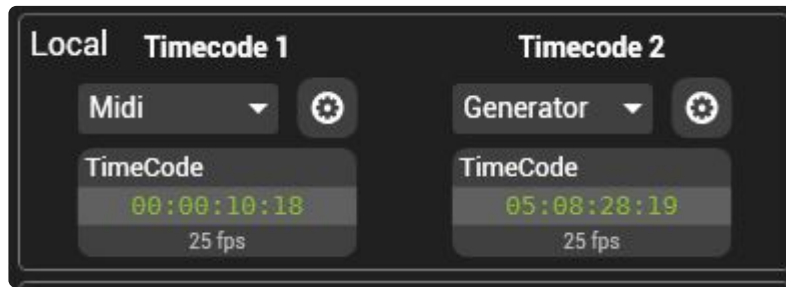 Local Timecode 1 Timecode 2
Midi Generator
TimeCode TimeCode
00:00:10:18 05:08:28:19
25 fps 25 fps